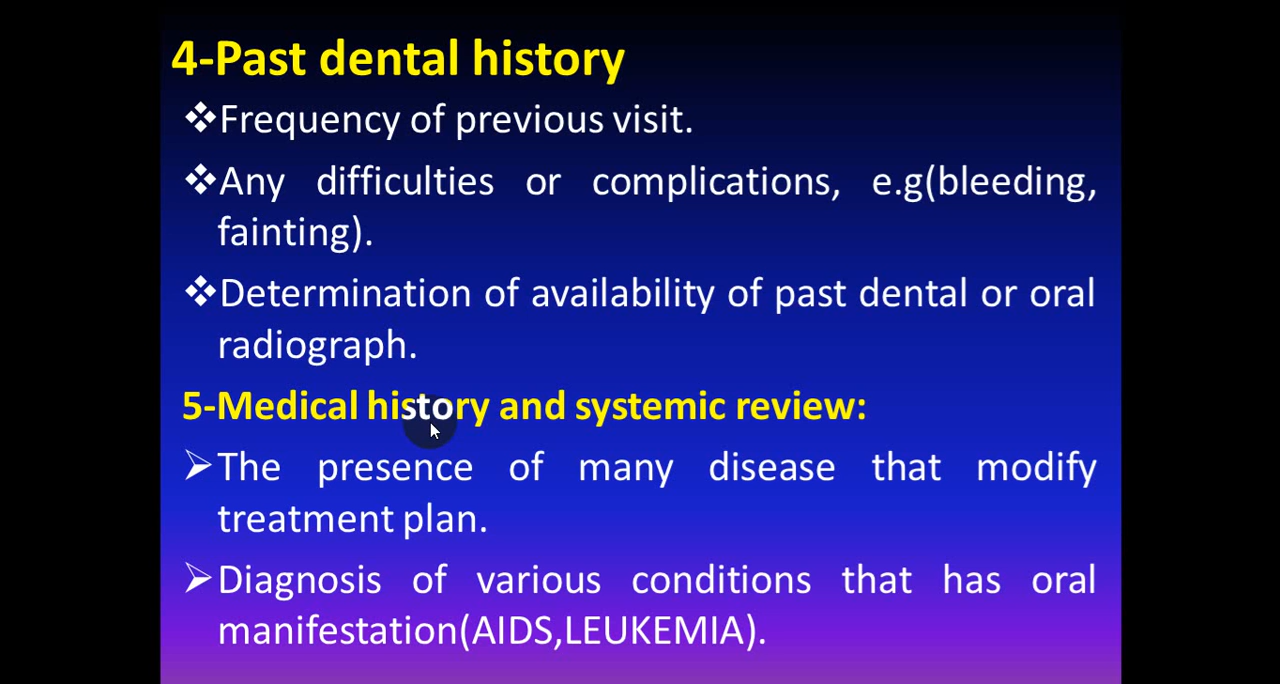 4-Past dental history
❖Frequency of previous visit.
❖Any difficulties or complications, e.g(bleeding,
fainting).
❖Determination of availability of past dental or oral
radiograph.
5-Medical history and systemic review:
➢The presence of many disease that modify
treatment plan.
➢Diagnosis of various conditions that has oral
manifestation(AIDS,LEUKEMIA).